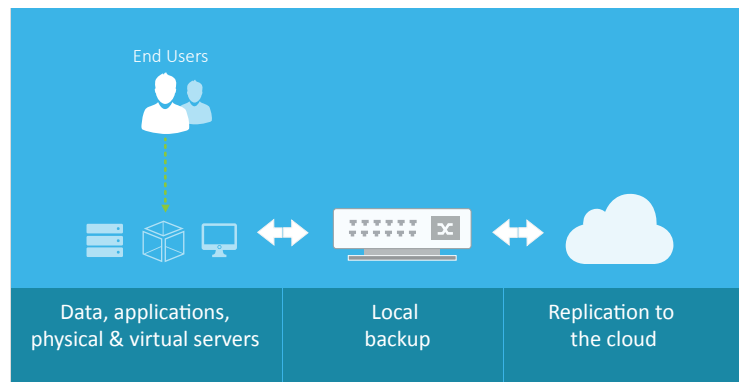 End Users
Data, applications,
physical & virtual servers
Local
backup
Replication to
the cloud